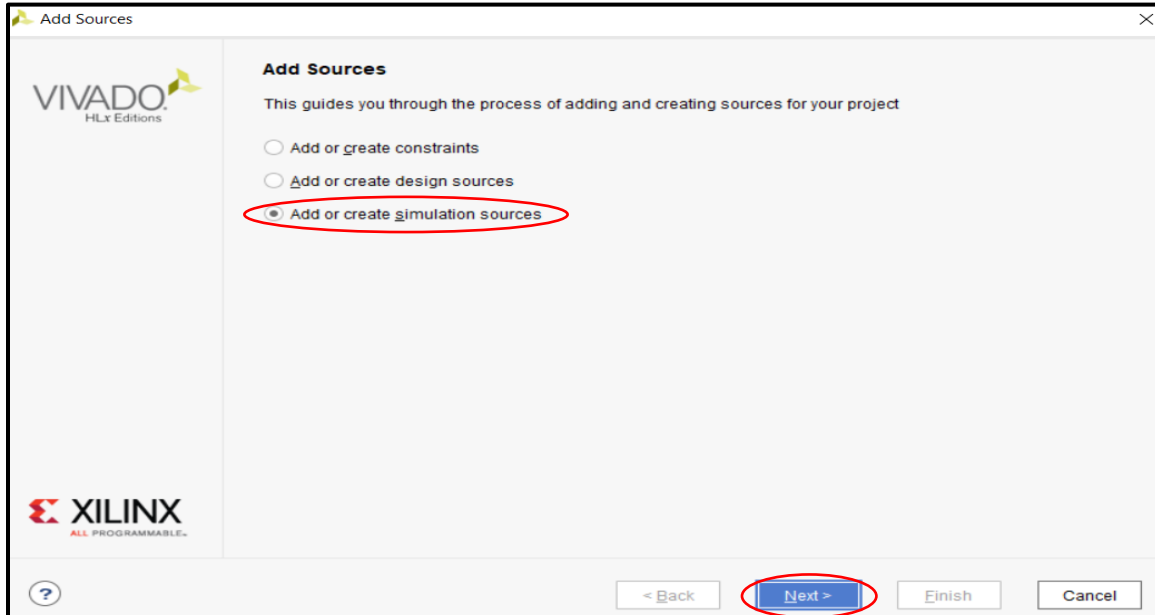 Add Sources
VIVADO.
HLx Editions
Add Sources
This guides you through the process of adding and creating sources for your project
Add or create constraints
Add or create design sources
Add or create simulation sources
XILINX
ALL PROGRAMMABLE™
?
< Back
Next >
Finish
Cancel